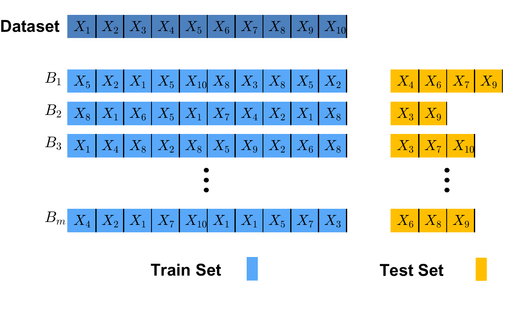 Dataset X₁ X₂ X₃ X₄ X₅ X₆ X₇ X₈ X₉ X₁₀
B₁ X₅ X₂ X₁ X₅ X₁₀ X₈ X₃ X₈ X₅ X₂ X₄ X₆ X₇ X₉
B₂ X₈ X₁ X₆ X₅ X₁ X₇ X₄ X₂ X₁ X₈ X₃ X₉
B₃ X₁ X₄ X₈ X₂ X₈ X₅ X₉ X₂ X₆ X₈ X₃ X₇ X₁₀
Bₘ X₄ X₂ X₁ X₇ X₁₀ X₁ X₁ X₅ X₇ X₃ X₆ X₈ X₉
Train Set Test Set